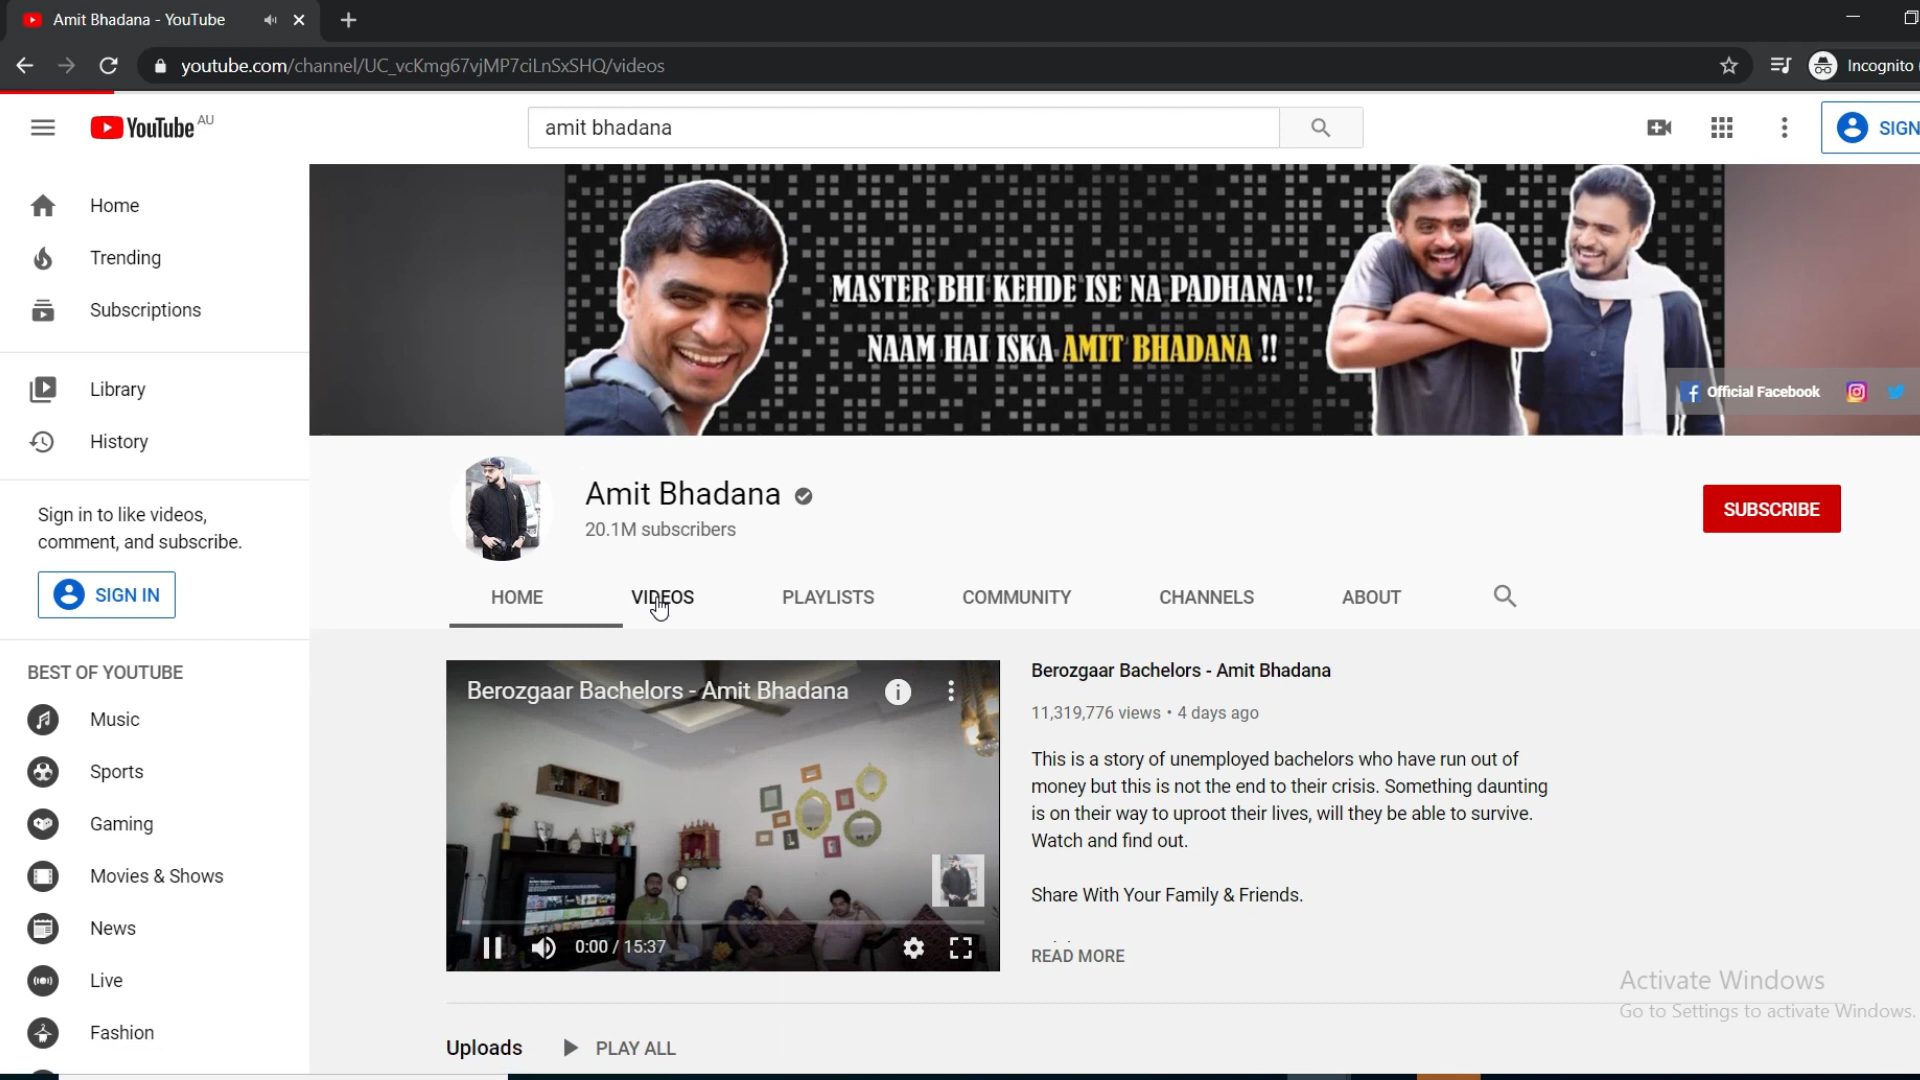 Amit Bhadana - YouTube
youtube.com/channel/UC_vcKmg67vjMP7ciLnSxSHQ/videos
Incognito
YouTube AU
amit bhadana
SIGN
Home
Trending
Subscriptions
Library
History
Sign in to like videos,
comment, and subscribe.
SIGN IN
BEST OF YOUTUBE
Music
Sports
Gaming
Movies & Shows
News
Live
Fashion
MASTER BHI KEHDE ISE NA PADHANA !!
NAAM HAI ISKA AMIT BHADANA !!
Official Facebook
Amit Bhadana
20.1M subscribers
SUBSCRIBE
HOME VIDEOS PLAYLISTS COMMUNITY CHANNELS ABOUT
Berozgaar Bachelors - Amit Bhadana
0:00 / 15:37
Berozgaar Bachelors - Amit Bhadana
11,319,776 views • 4 days ago
This is a story of unemployed bachelors who have run out of
money but this is not the end to their crisis. Something daunting
is on their way to uproot their lives, will they be able to survive.
Watch and find out.
Share With Your Family & Friends.
READ MORE
Activate Windows
Go to Settings to activate Windows.
Uploads PLAY ALL